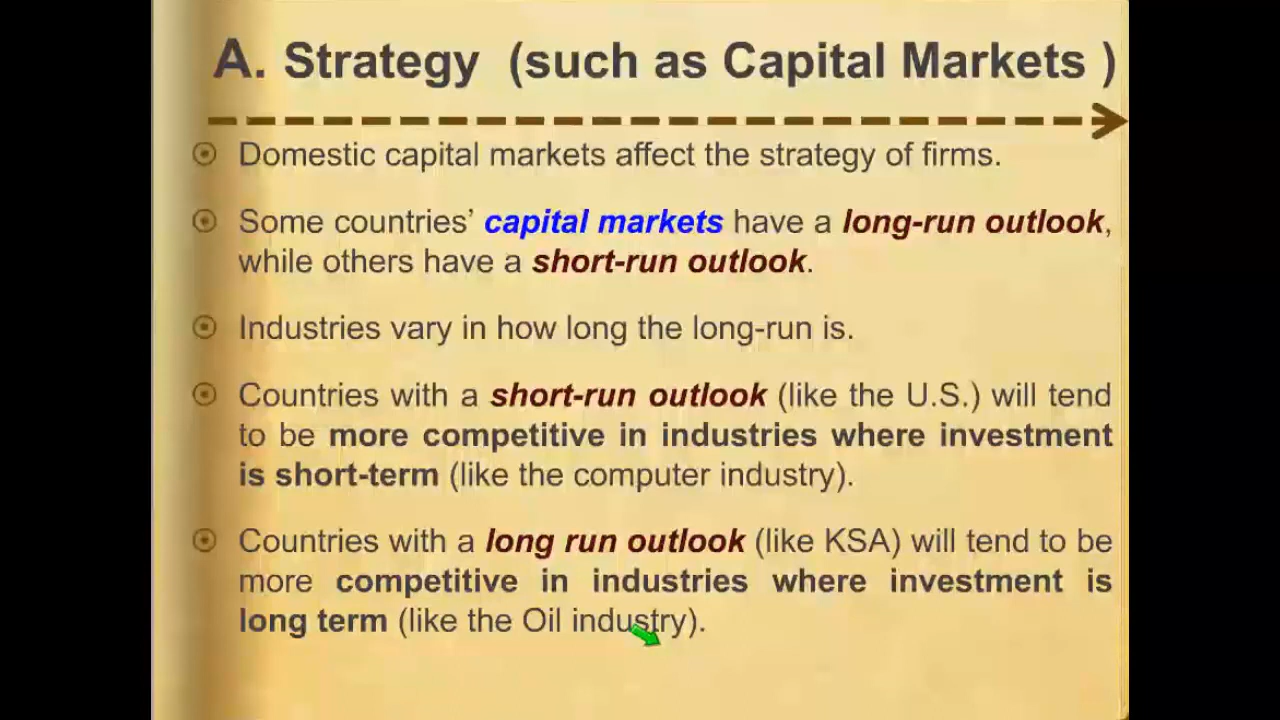 A. Strategy (such as Capital Markets )
Domestic capital markets affect the strategy of firms.
Some countries’ capital markets have a long-run outlook,
while others have a short-run outlook.
Industries vary in how long the long-run is.
Countries with a short-run outlook (like the U.S.) will tend
to be more competitive in industries where investment
is short-term (like the computer industry).
Countries with a long run outlook (like KSA) will tend to be
more competitive in industries where investment is
long term (like the Oil industry).